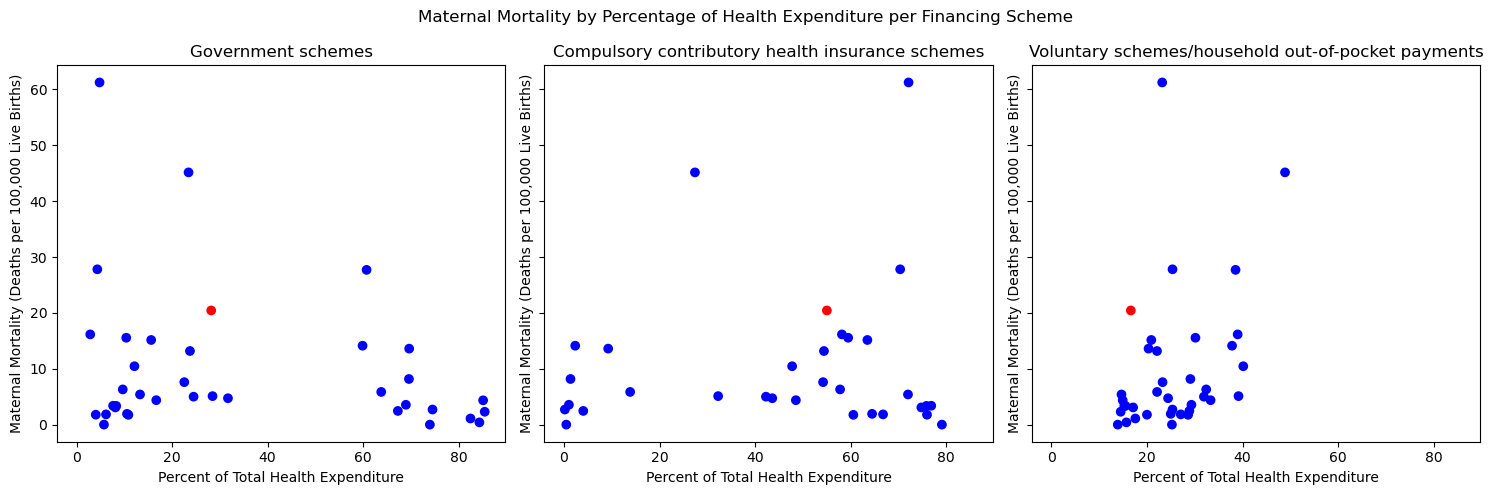 Maternal Mortality by Percentage of Health Expenditure per Financing Scheme
Government schemes
Maternal Mortality (Deaths per 100,000 Live Births)
60
50
40
30
20
10
0
0 20 40 60 80
Percent of Total Health Expenditure
Compulsory contributory health insurance schemes
Maternal Mortality (Deaths per 100,000 Live Births)
0 20 40 60 80
Percent of Total Health Expenditure
Voluntary schemes/household out-of-pocket payments
Maternal Mortality (Deaths per 100,000 Live Births)
0 20 40 60 80
Percent of Total Health Expenditure